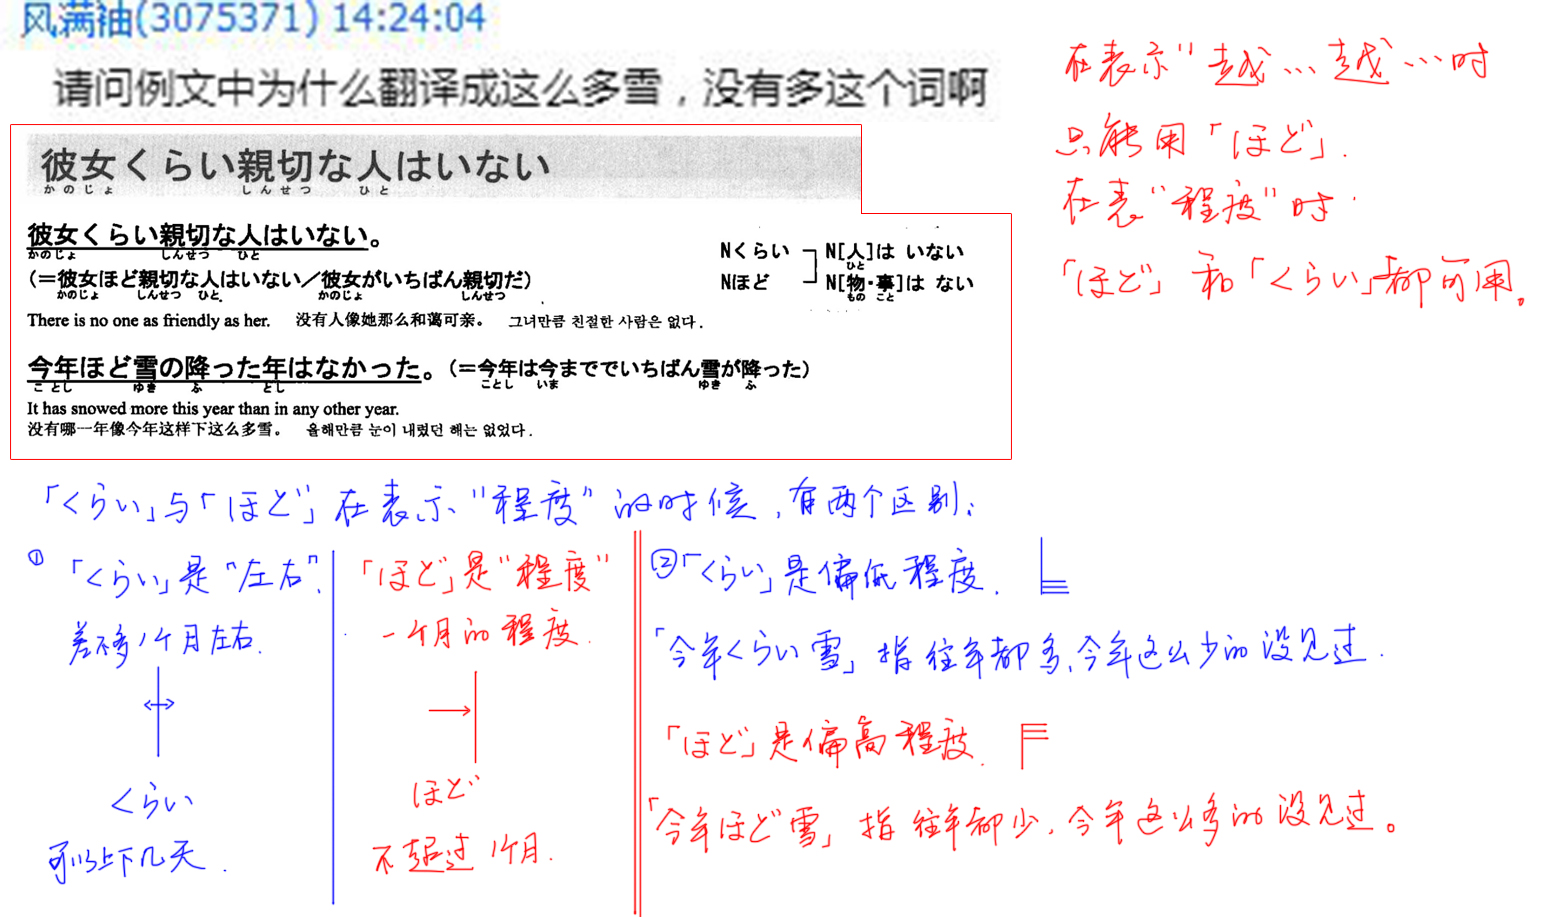 风满袖(3075371) 14:24:04
请问例文中为什么翻译成这么多雪，没有多这个词啊
彼女くらい親切な人はいない
かのじょ しんせつ ひと
彼女くらい親切な人はいない。
かのじょ しんせつ ひと
(＝彼女ほど親切な人はいない／彼女がいちばん親切だ)
かのじょ しんせつ ひと かのじょ しんせつ
There is no one as friendly as her. 没有人像她那么和蔼可亲。 그녀만큼 친절한 사람은 없다.
Nくらい N[人]は いない
ひと
Nほど N[物・事]は ない
もの こと
今年ほど雪の降った年はなかった。(＝今年は今まででいちばん雪が降った)
ことし ゆき ふ とし ことし いま ゆき ふ
It has snowed more this year than in any other year.
没有哪一年像今年这样下这么多雪。 올해만큼 눈이 내렸던 해는 없었다.
在表示“越…越…时
只能用「ほど」.
在表“程度”时.
「ほど」和「くらい」都可用。
「くらい」与「ほど」在表示“程度”的时候，有两个区别：
① 「くらい」是“左右”.
差不多1个月左右.
くらい
可以上下几天.
「ほど」是“程度”
一个月的程度.
ほど
不超过1个月.
②「くらい」是偏低程度.
「今年くらい雪」指往年都多,今年这么少的没见过.
「ほど」是偏高程度.
「今年ほど雪」指往年都少,今年这么多的没见过。